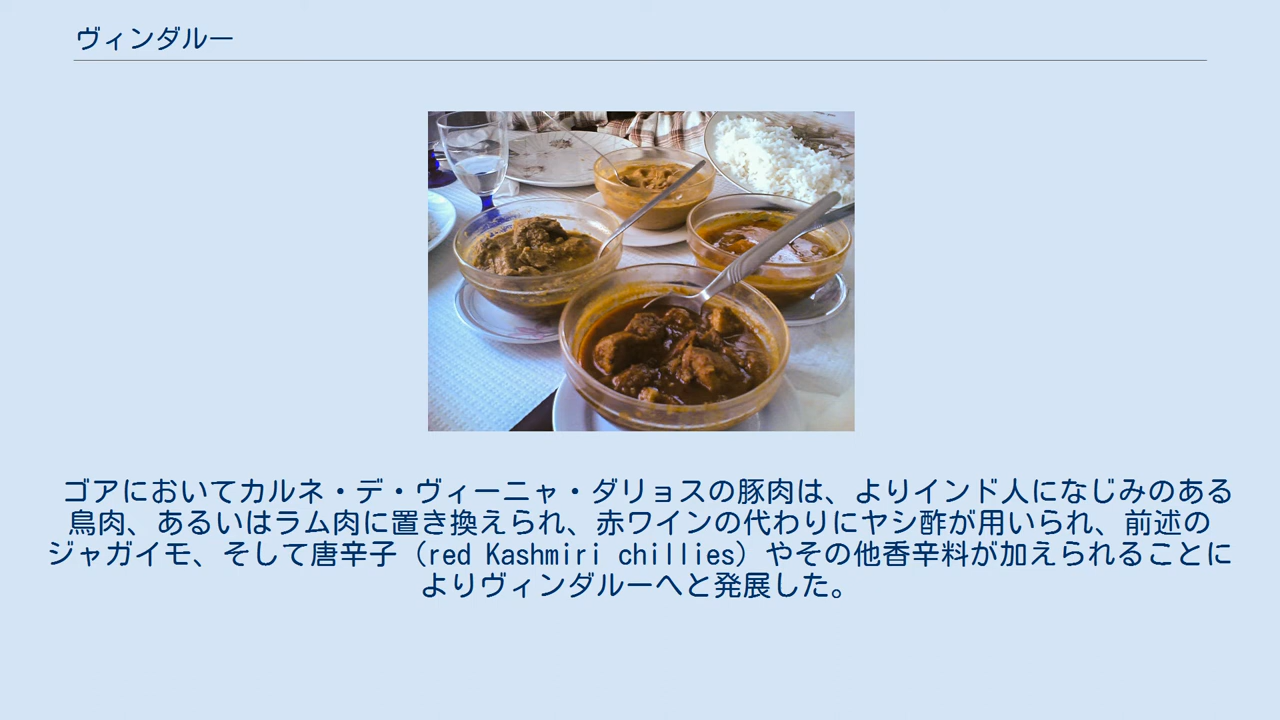 ヴィンダルー
ゴアにおいてカルネ・デ・ヴィーニャ・ダリョスの豚肉は、よりインド人になじみのある
鳥肉、あるいはラム肉に置き換えられ、赤ワインの代わりにヤシ酢が用いられ、前述の
ジャガイモ、そして唐辛子（red Kashmiri chillies）やその他香辛料が加えられることに
よりヴィンダルーへと発展した。